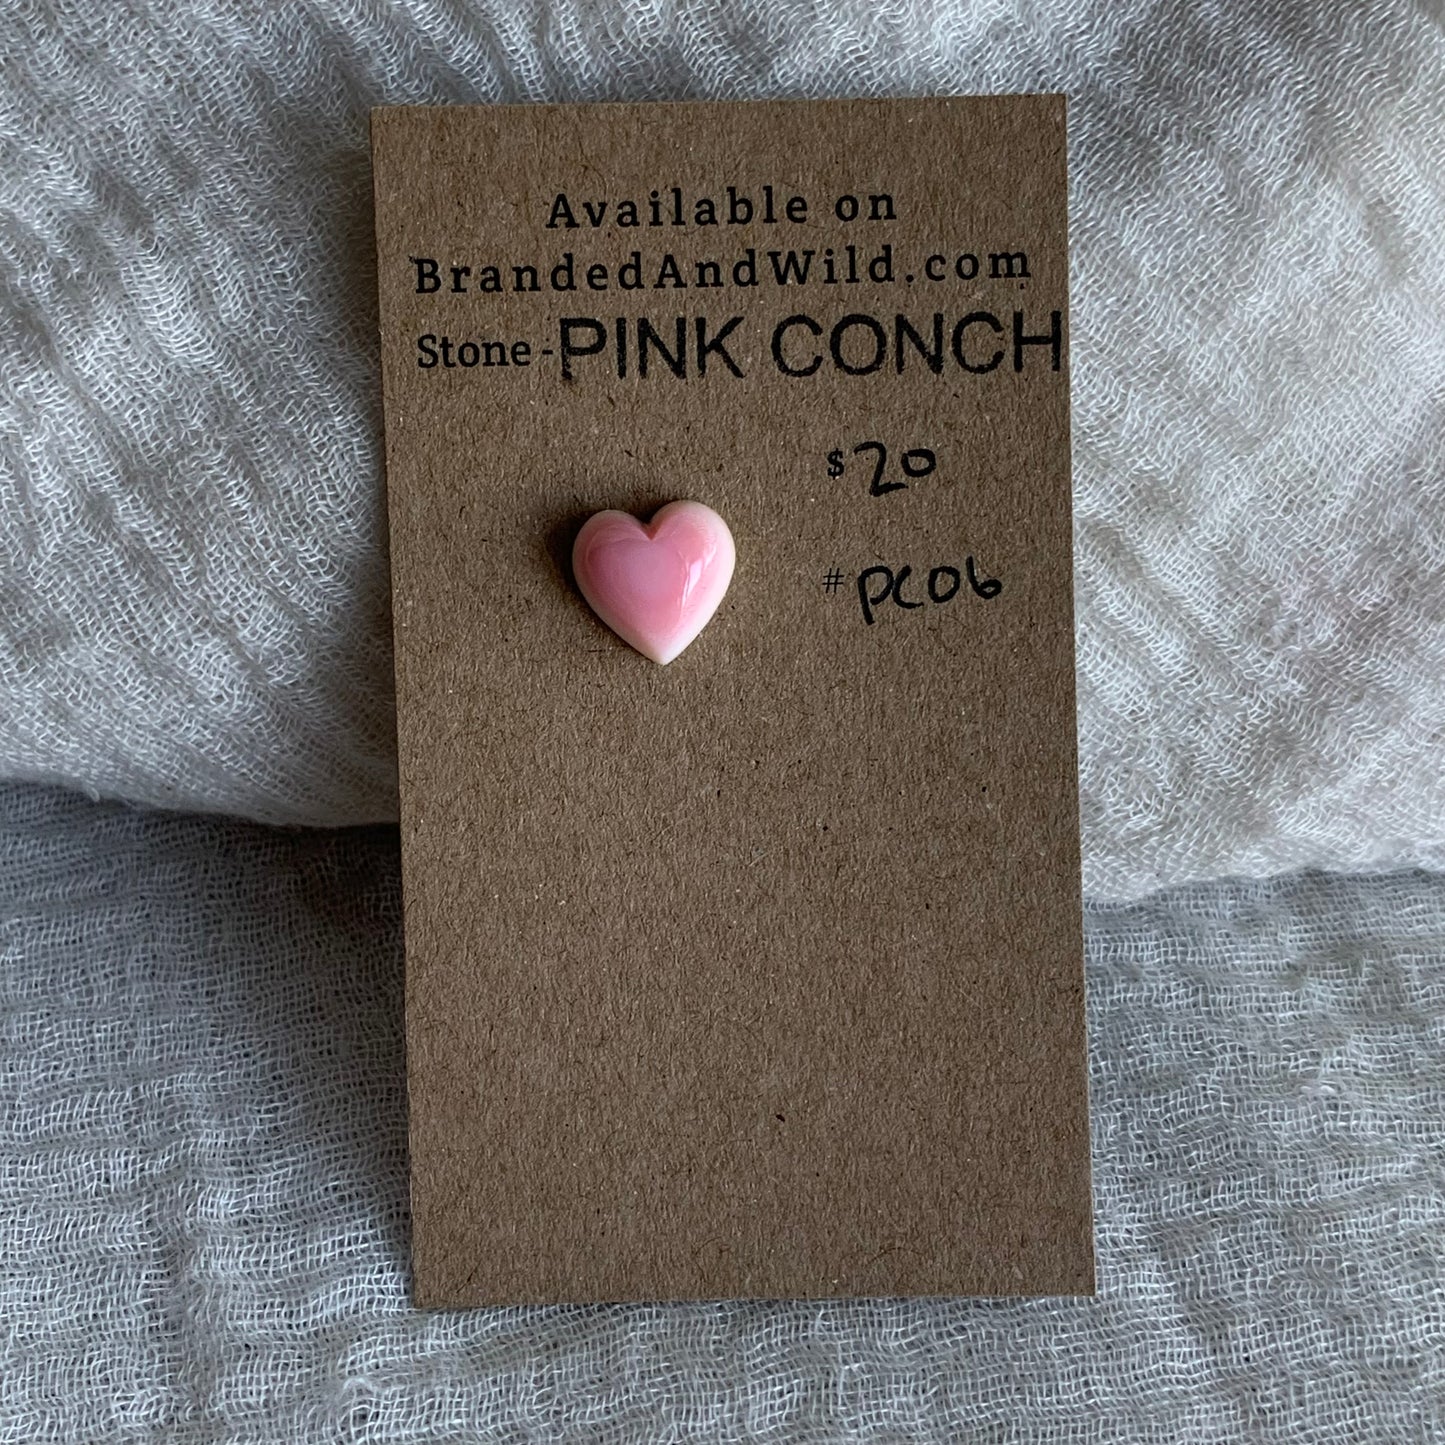 Available on
BrandedAndWild.com
Stone - PINK CONCH
$20
# PC06